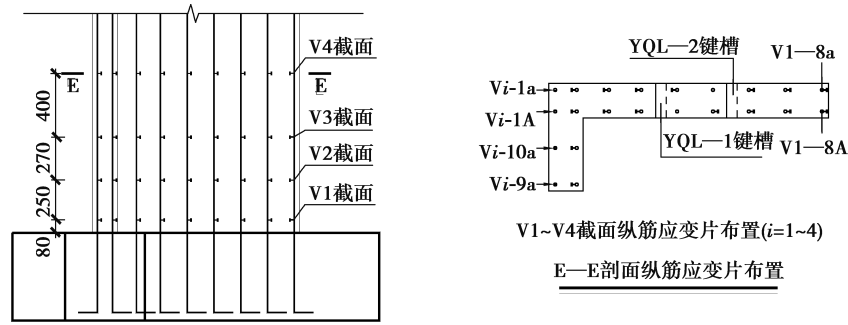 V4截面
E E
400
V3截面
270
V2截面
250
V1截面
80
YQL—2键槽
V1—8a
Vi-1a
Vi-1A
YQL—1键槽
V1—8A
Vi-10a
Vi-9a
V1~V4截面纵筋应变片布置(i=1~4)
E—E剖面纵筋应变片布置